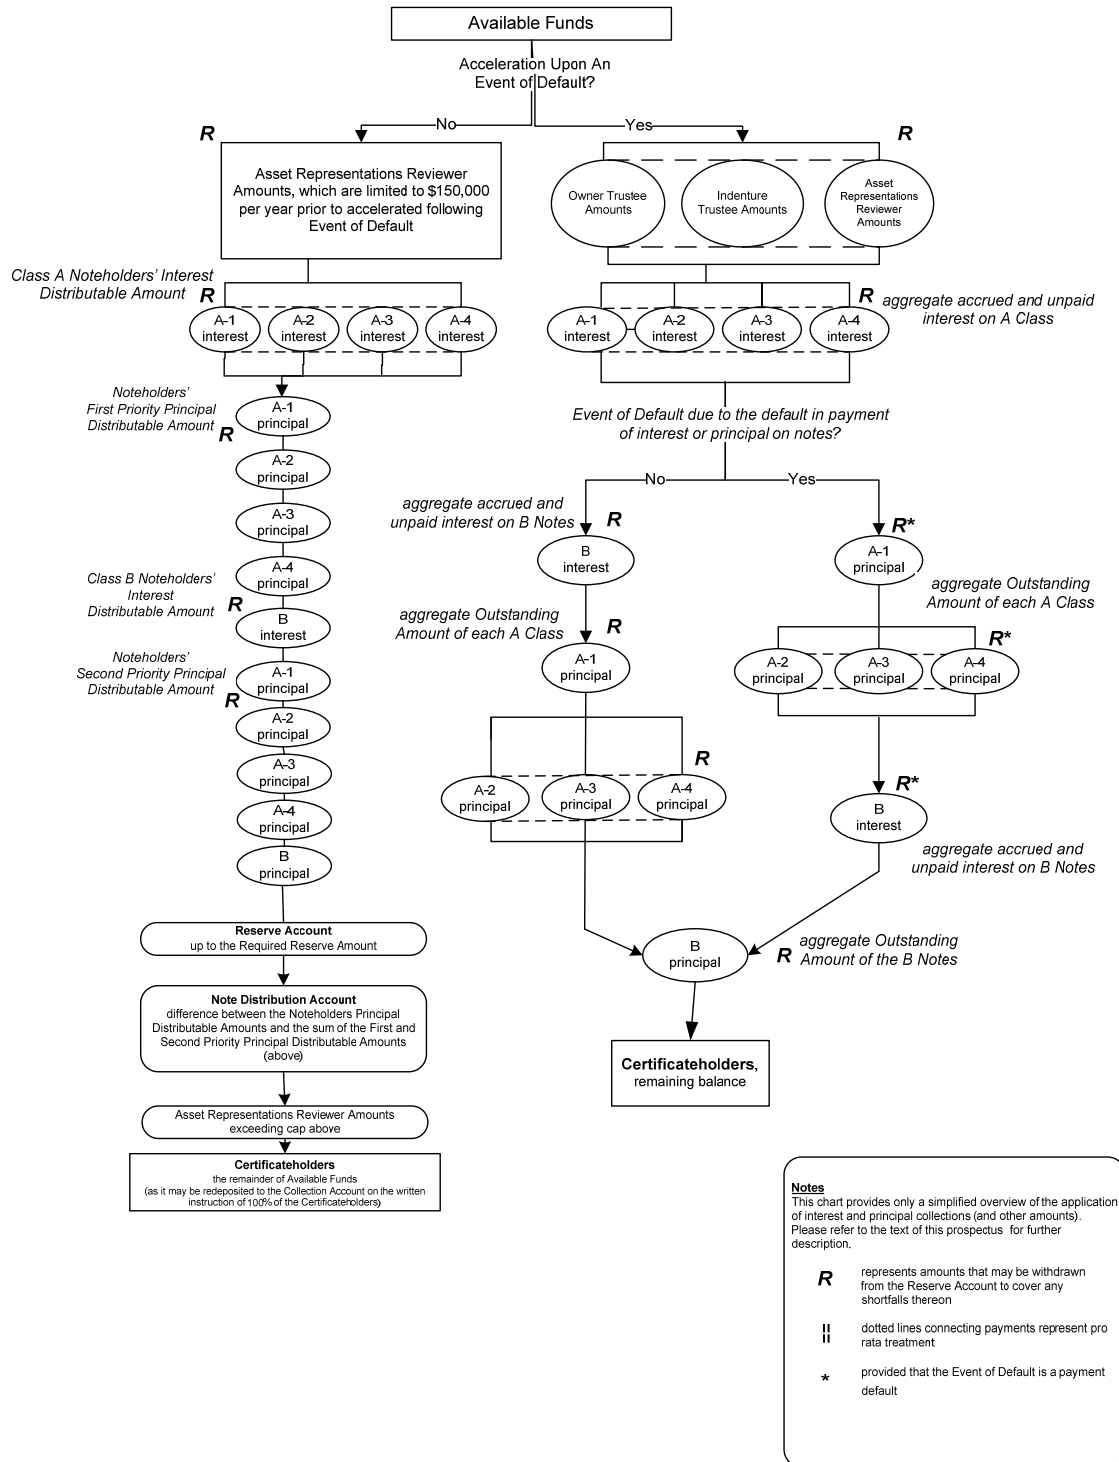 Available Funds
Acceleration Upon An
Event of Default?
No
Yes
R
Asset Representations Reviewer
Amounts, which are limited to $150,000
per year prior to accelerated following
Event of Default
R
Owner Trustee
Amounts
Indenture
Trustee Amounts
Asset
Representations
Reviewer
Amounts
Class A Noteholders' Interest
Distributable Amount
R
A-1
interest
A-2
interest
A-3
interest
A-4
interest
A-1
interest
A-2
interest
A-3
interest
A-4
interest
R
aggregate accrued and unpaid
interest on A Class
Noteholders'
First Priority Principal
Distributable Amount
R
A-1
principal
A-2
principal
A-3
principal
A-4
principal
Class B Noteholders'
Interest
Distributable Amount
R
B
interest
Noteholders'
Second Priority Principal
Distributable Amount
R
A-1
principal
A-2
principal
A-3
principal
A-4
principal
B
principal
Reserve Account
up to the Required Reserve Amount
Note Distribution Account
difference between the Noteholders Principal
Distributable Amounts and the sum of the First and
Second Priority Principal Distributable Amounts
(above)
Asset Representations Reviewer Amounts
exceeding cap above
Certificateholders
the remainder of Available Funds
(as it may be redeposited to the Collection Account on the written
instruction of 100% of the Certificateholders)
Event of Default due to the default in payment
of interest or principal on notes?
No
Yes
aggregate accrued and
unpaid interest on B Notes
R
B
interest
aggregate Outstanding
Amount of each A Class
R
A-1
principal
R
A-2
principal
A-3
principal
A-4
principal
R*
A-1
principal
aggregate Outstanding
Amount of each A Class
R*
A-2
principal
A-3
principal
A-4
principal
R*
B
interest
aggregate accrued and
unpaid interest on B Notes
B
principal
R
aggregate Outstanding
Amount of the B Notes
Certificateholders,
remaining balance
Notes
This chart provides only a simplified overview of the application
of interest and principal collections (and other amounts).
Please refer to the text of this prospectus for further
description.
R
represents amounts that may be withdrawn
from the Reserve Account to cover any
shortfalls thereon
dotted lines connecting payments represent pro
rata treatment
*
provided that the Event of Default is a payment
default